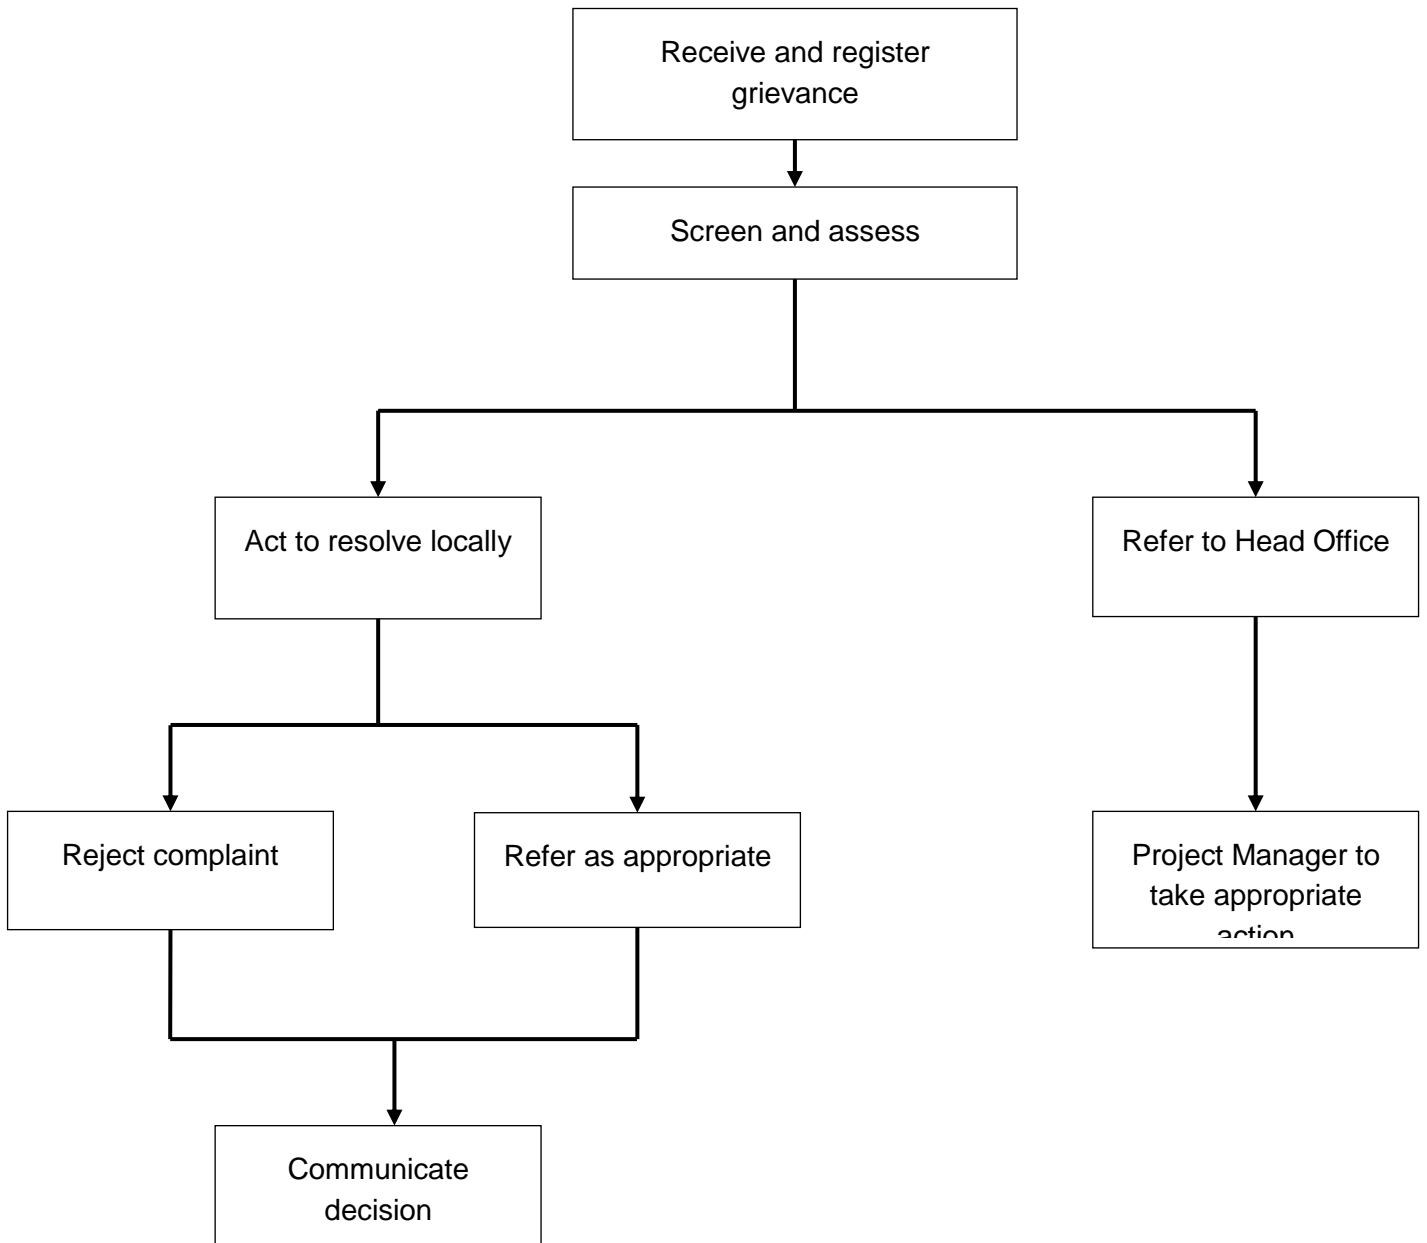 Receive and register
grievance
Screen and assess
Act to resolve locally
Refer to Head Office
Reject complaint
Refer as appropriate
Project Manager to
take appropriate
action
Communicate
decision